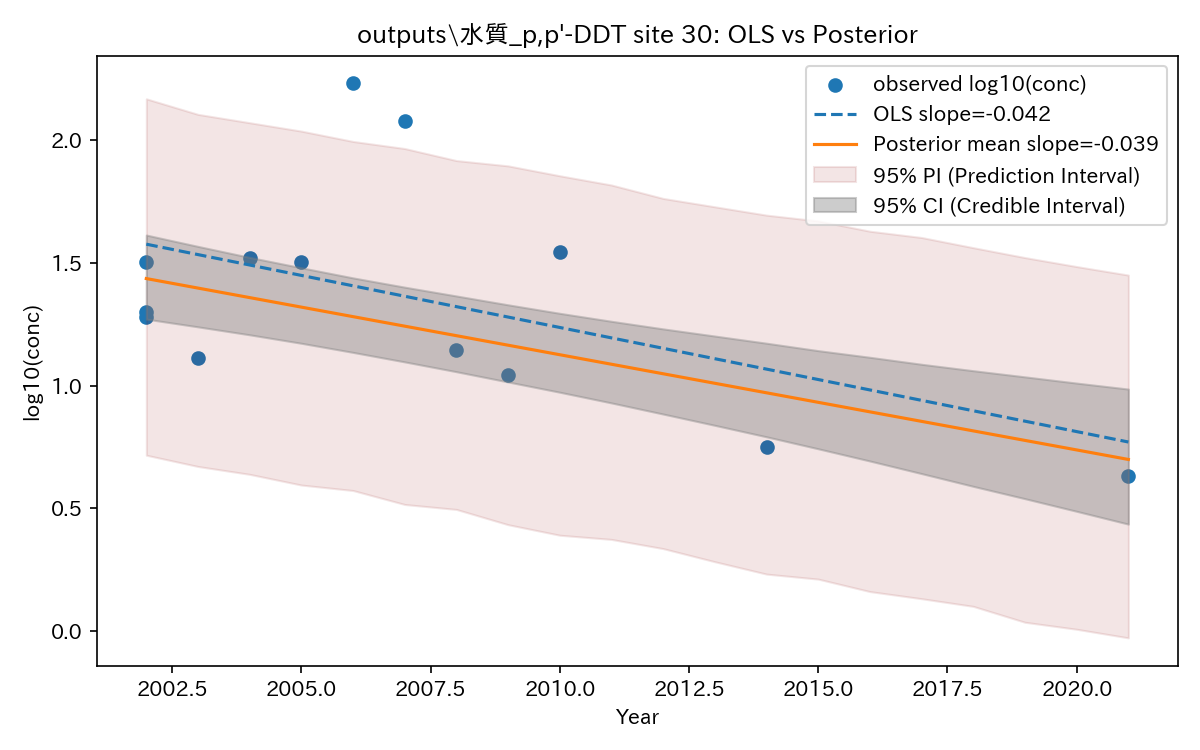 outputs\水質_p,p'-DDT site 30: OLS vs Posterior
observed log10(conc)
OLS slope=-0.042
Posterior mean slope=-0.039
95% PI (Prediction Interval)
95% CI (Credible Interval)
log10(conc)
2.0
1.5
1.0
0.5
0.0
2002.5 2005.0 2007.5 2010.0 2012.5 2015.0 2017.5 2020.0
Year